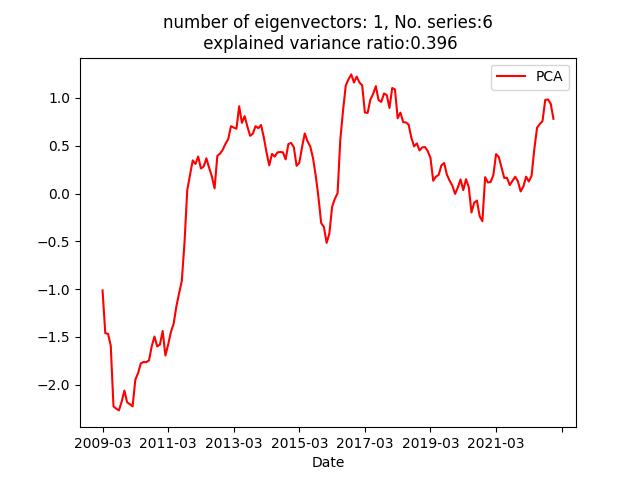 number of eigenvectors: 1, No. series:6
explained variance ratio:0.396
PCA
1.0
0.5
0.0
−0.5
−1.0
−1.5
−2.0
2009-03 2011-03 2013-03 2015-03 2017-03 2019-03 2021-03
Date